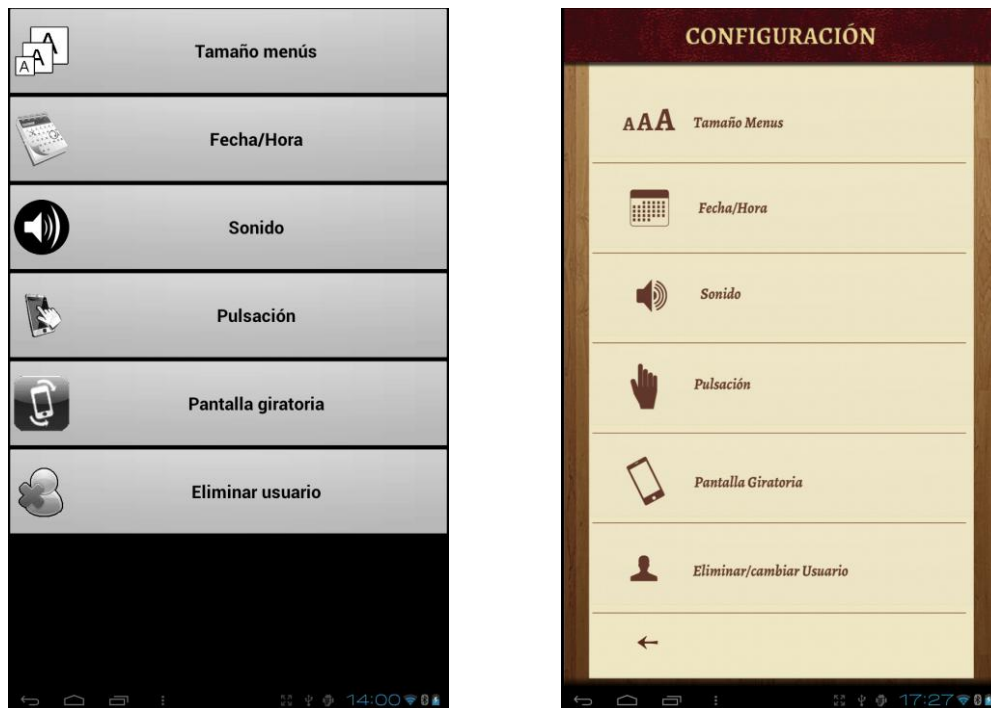 A A A
Tamaño menús
Fecha/Hora
Sonido
Pulsación
Pantalla giratoria
Eliminar usuario
14:00
CONFIGURACIÓN
AAA Tamaño Menus
Fecha/Hora
Sonido
Pulsación
Pantalla Giratoria
Eliminar/cambiar Usuario
17:27